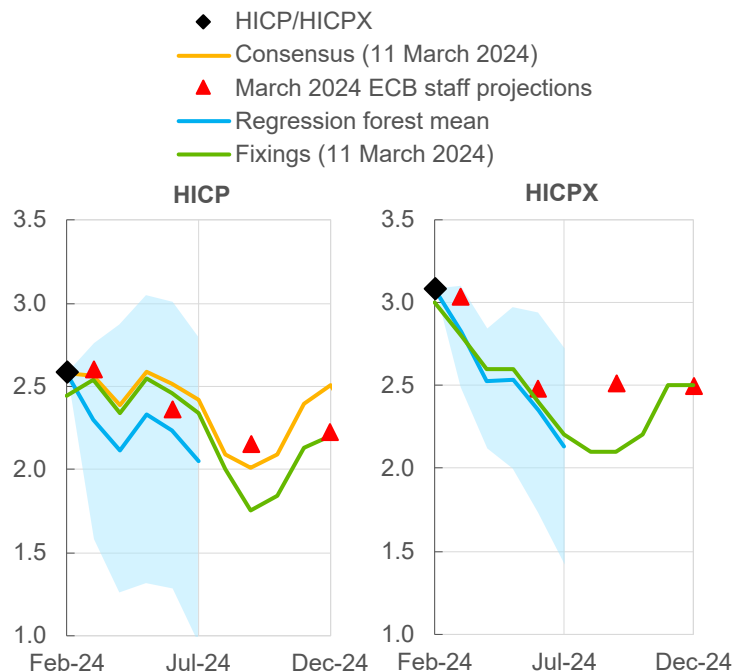 HICP/HICPX
Consensus (11 March 2024)
March 2024 ECB staff projections
Regression forest mean
Fixings (11 March 2024)
HICP
HICPX
3.5
3.0
2.5
2.0
1.5
1.0
Feb-24 Jul-24 Dec-24
3.5
3.0
2.5
2.0
1.5
1.0
Feb-24 Jul-24 Dec-24